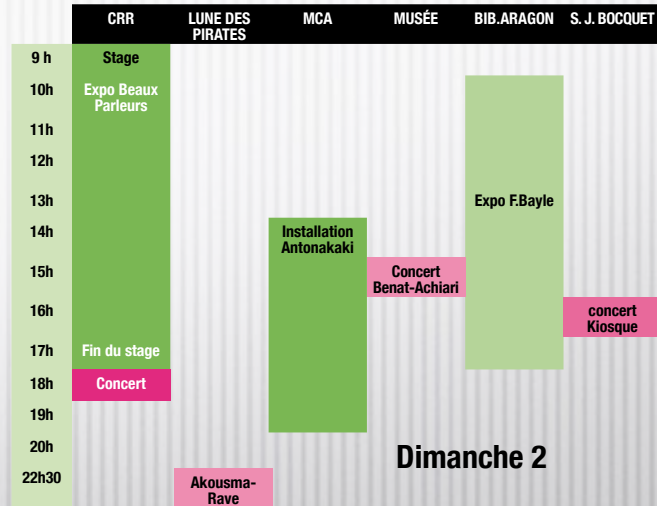 CRR
LUNE DES
PIRATES
MCA
MUSÉE
BIB.ARAGON
S. J. BOCQUET
9 h
Stage
10h
Expo Beaux
Parleurs
11h
12h
13h
Expo F.Bayle
14h
Installation
Antonakaki
15h
Concert
Benat-Achiari
16h
concert
Kiosque
17h
Fin du stage
18h
Concert
19h
20h
Dimanche 2
22h30
Akousma-
Rave